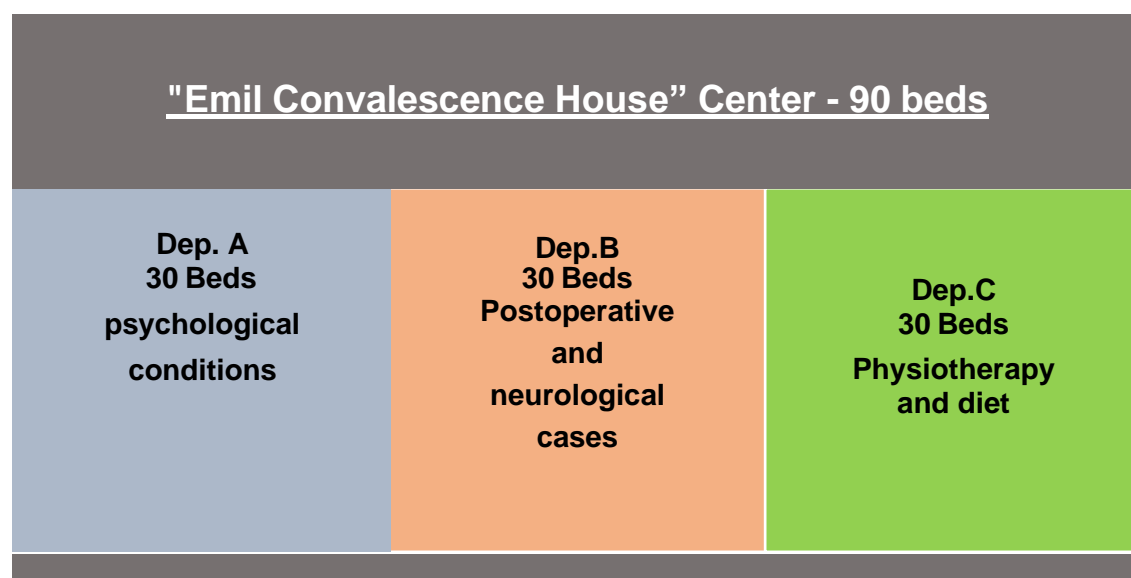 "Emil Convalescence House” Center - 90 beds
Dep. A
30 Beds
psychological
conditions
Dep.B
30 Beds
Postoperative
and
neurological
cases
Dep.C
30 Beds
Physiotherapy
and diet